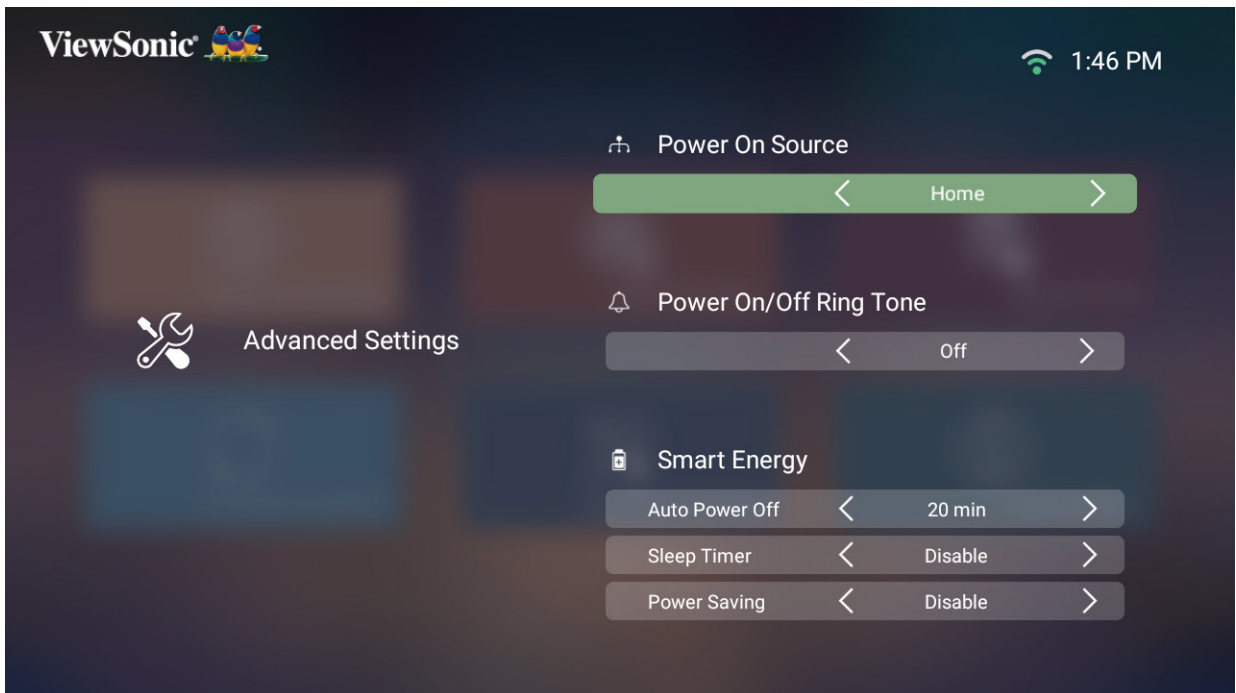 ViewSonic®
1:46 PM
Power On Source
Home
Power On/Off Ring Tone
Off
Advanced Settings
Smart Energy
Auto Power Off 20 min
Sleep Timer Disable
Power Saving Disable